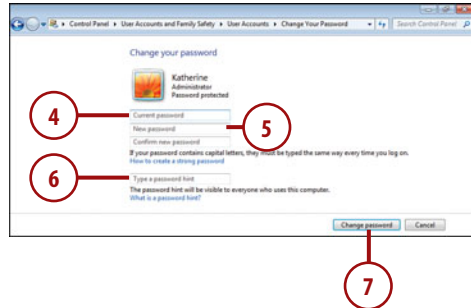 Control Panel ▸ User Accounts and Family Safety ▸ User Accounts ▸ Change Your Password
Search Control Panel
Change your password
Katherine
Administrator
Password protected
4
Current password
5
New password
Confirm new password
If your password contains capital letters, they must be typed the same way every time you log on.
How to create a strong password
6
Type a password hint
The password hint will be visible to everyone who uses this computer.
What is a password hint?
Change password
Cancel
7